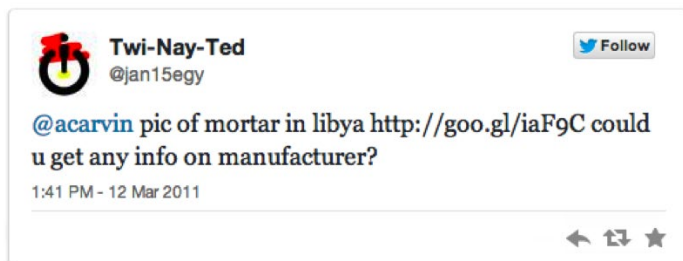 Twi-Nay-Ted
Follow
@jan15egy
@acarvin pic of mortar in libya http://goo.gl/iaF9C could
u get any info on manufacturer?
1:41 PM - 12 Mar 2011